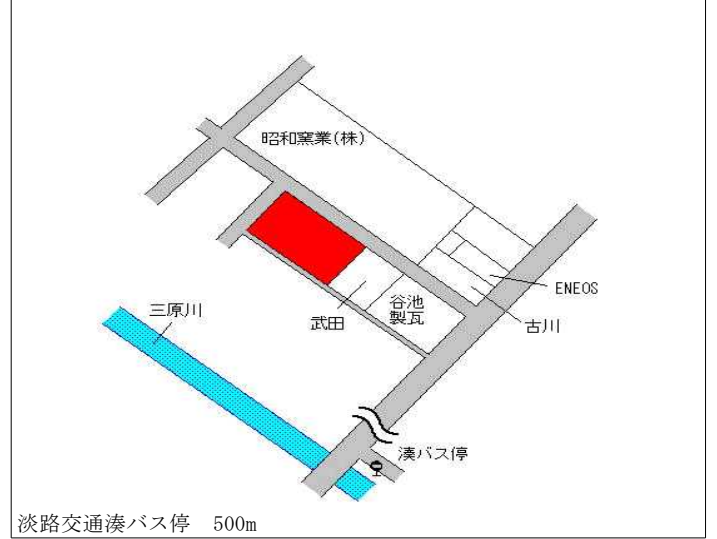 昭和窯業(株)
ENEOS
三原川
谷池
製瓦
武田
古川
湊バス停
淡路交通湊バス停　500m